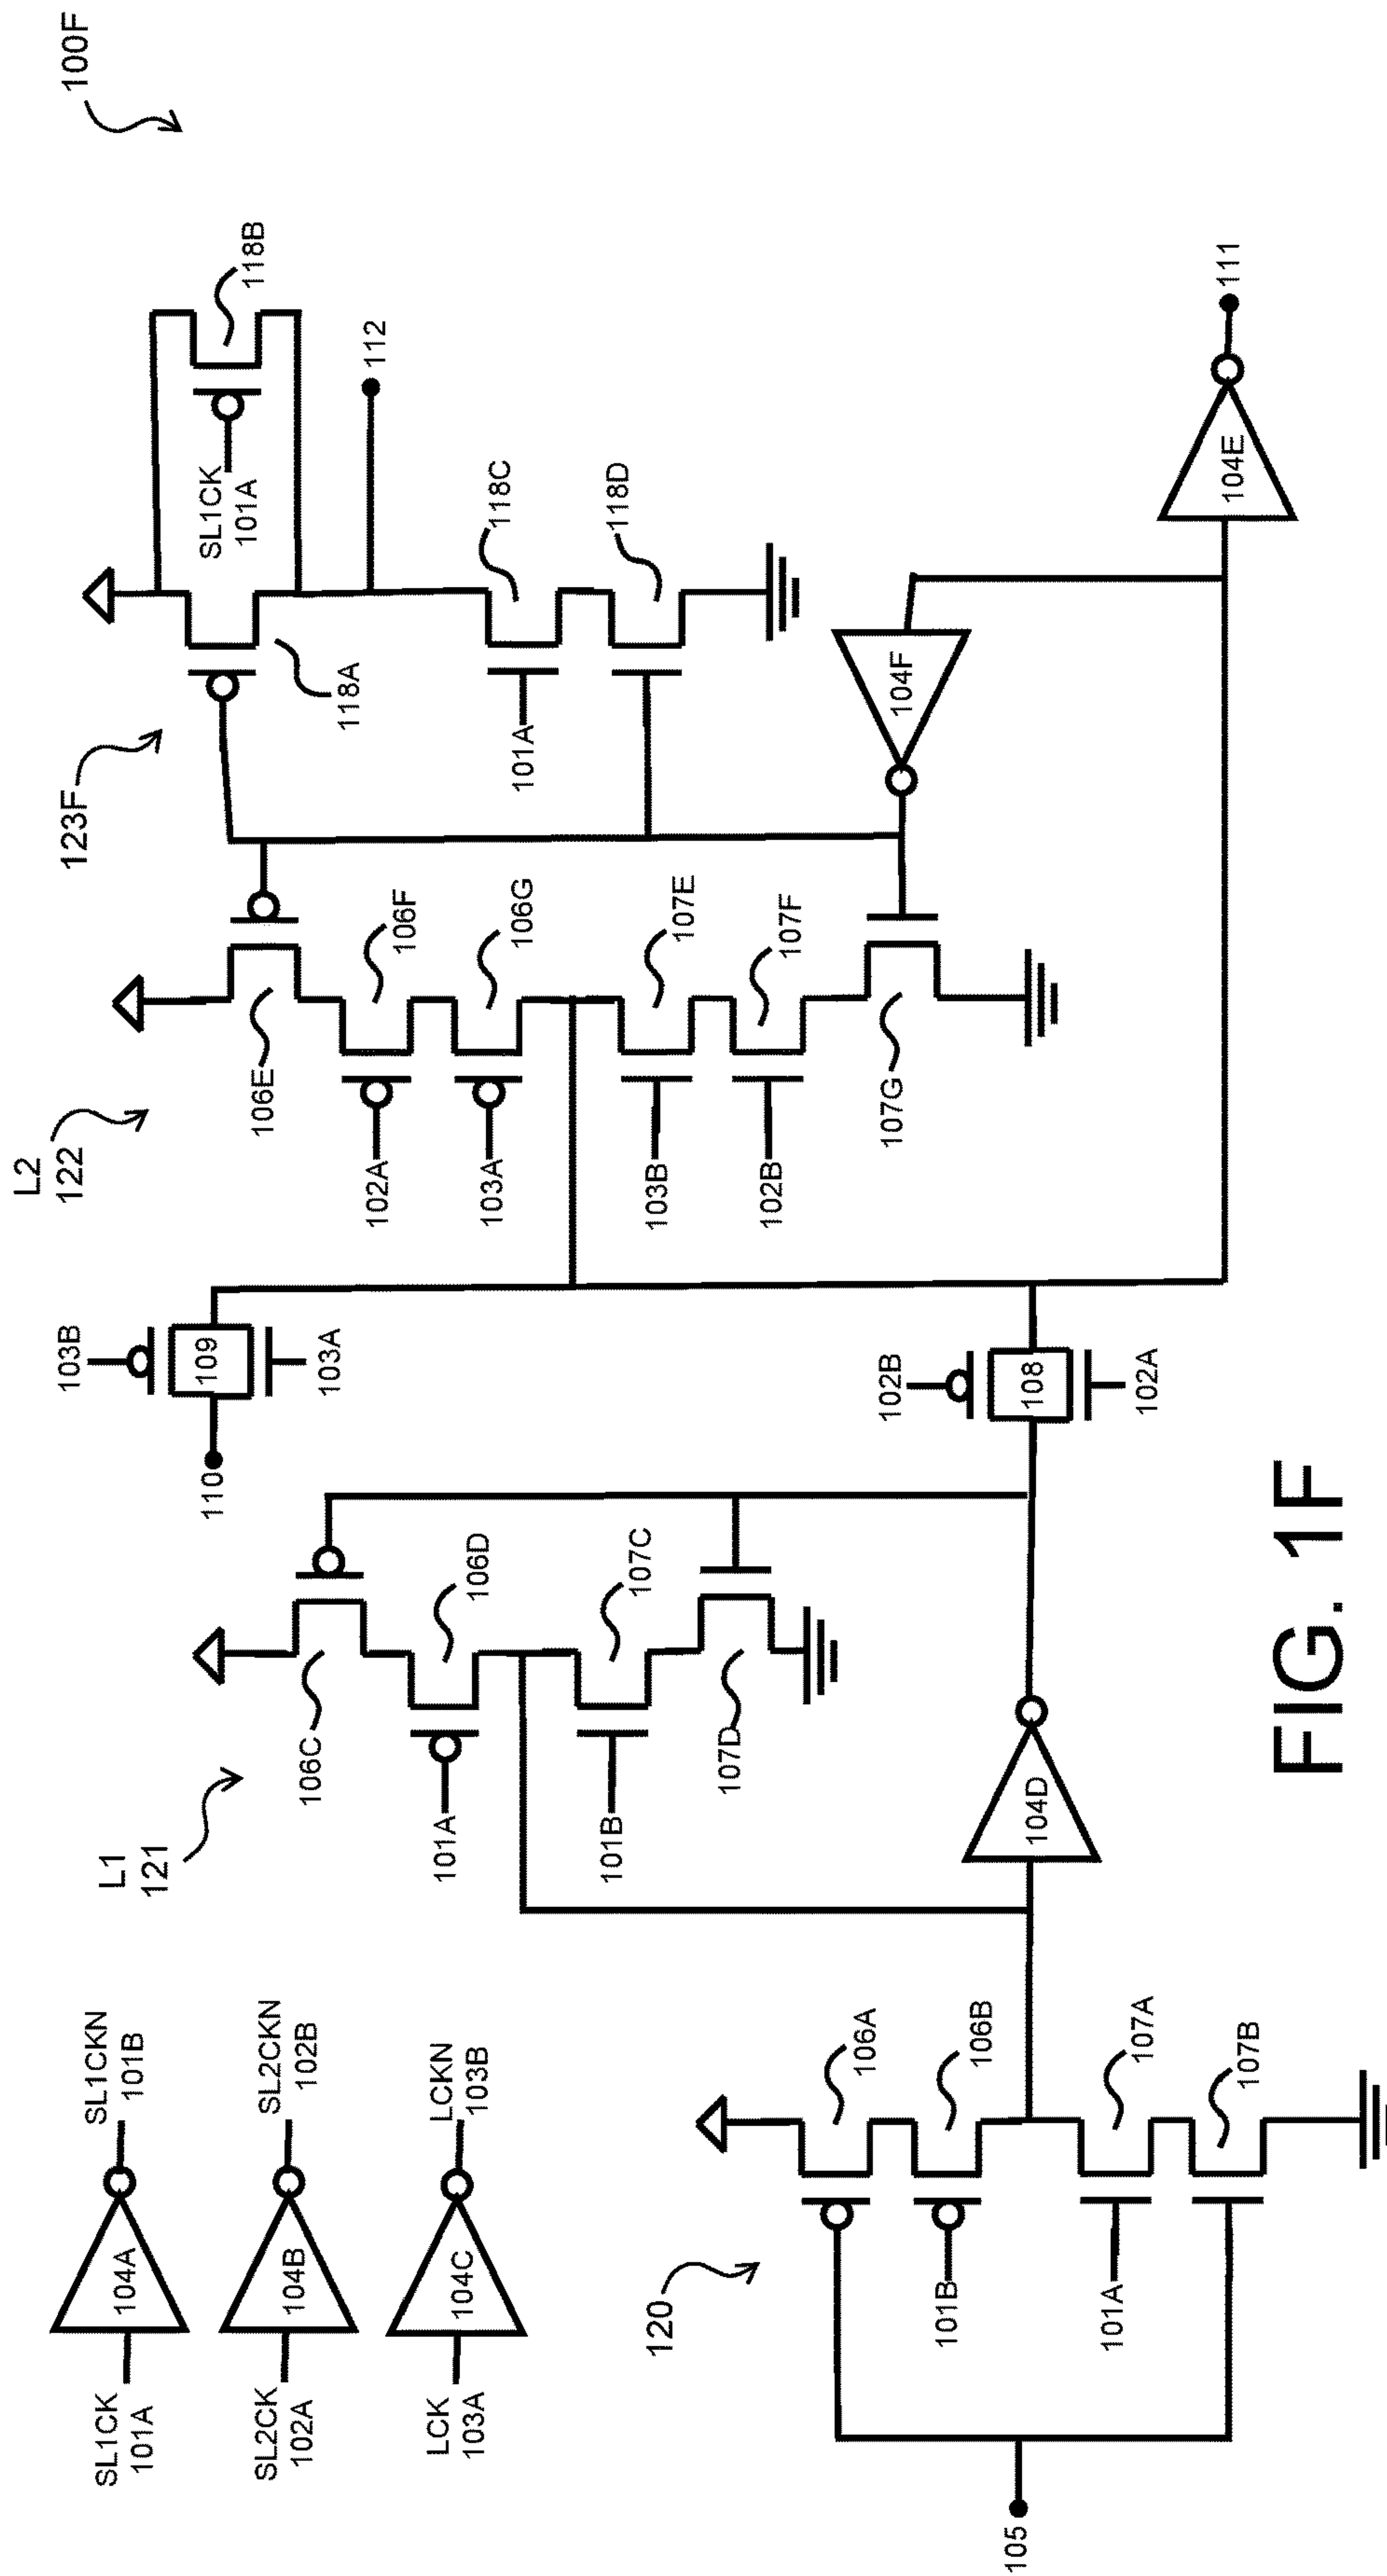 100F
SL1CK
101A
104A
SL1CKN
101B
SL2CK
102A
104B
SL2CKN
102B
LCK
103A
104C
LCKN
103B
L1
121
106C
106D
101A
101B
107C
107D
110
103B
109
103A
L2
122
106E
106F
106G
102A
103A
103B
102B
107E
107F
107G
123F
118A
SL1CK
101A
118B
112
101A
118C
118D
104F
120
105
106A
106B
101B
101A
107A
107B
104D
102B
108
102A
104E
111
FIG. 1F